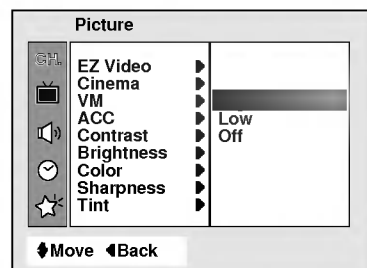 Picture
CH.
EZ Video
Cinema
VM
ACC
Contrast
Brightness
Color
Sharpness
Tint
Low
Off
Move Back